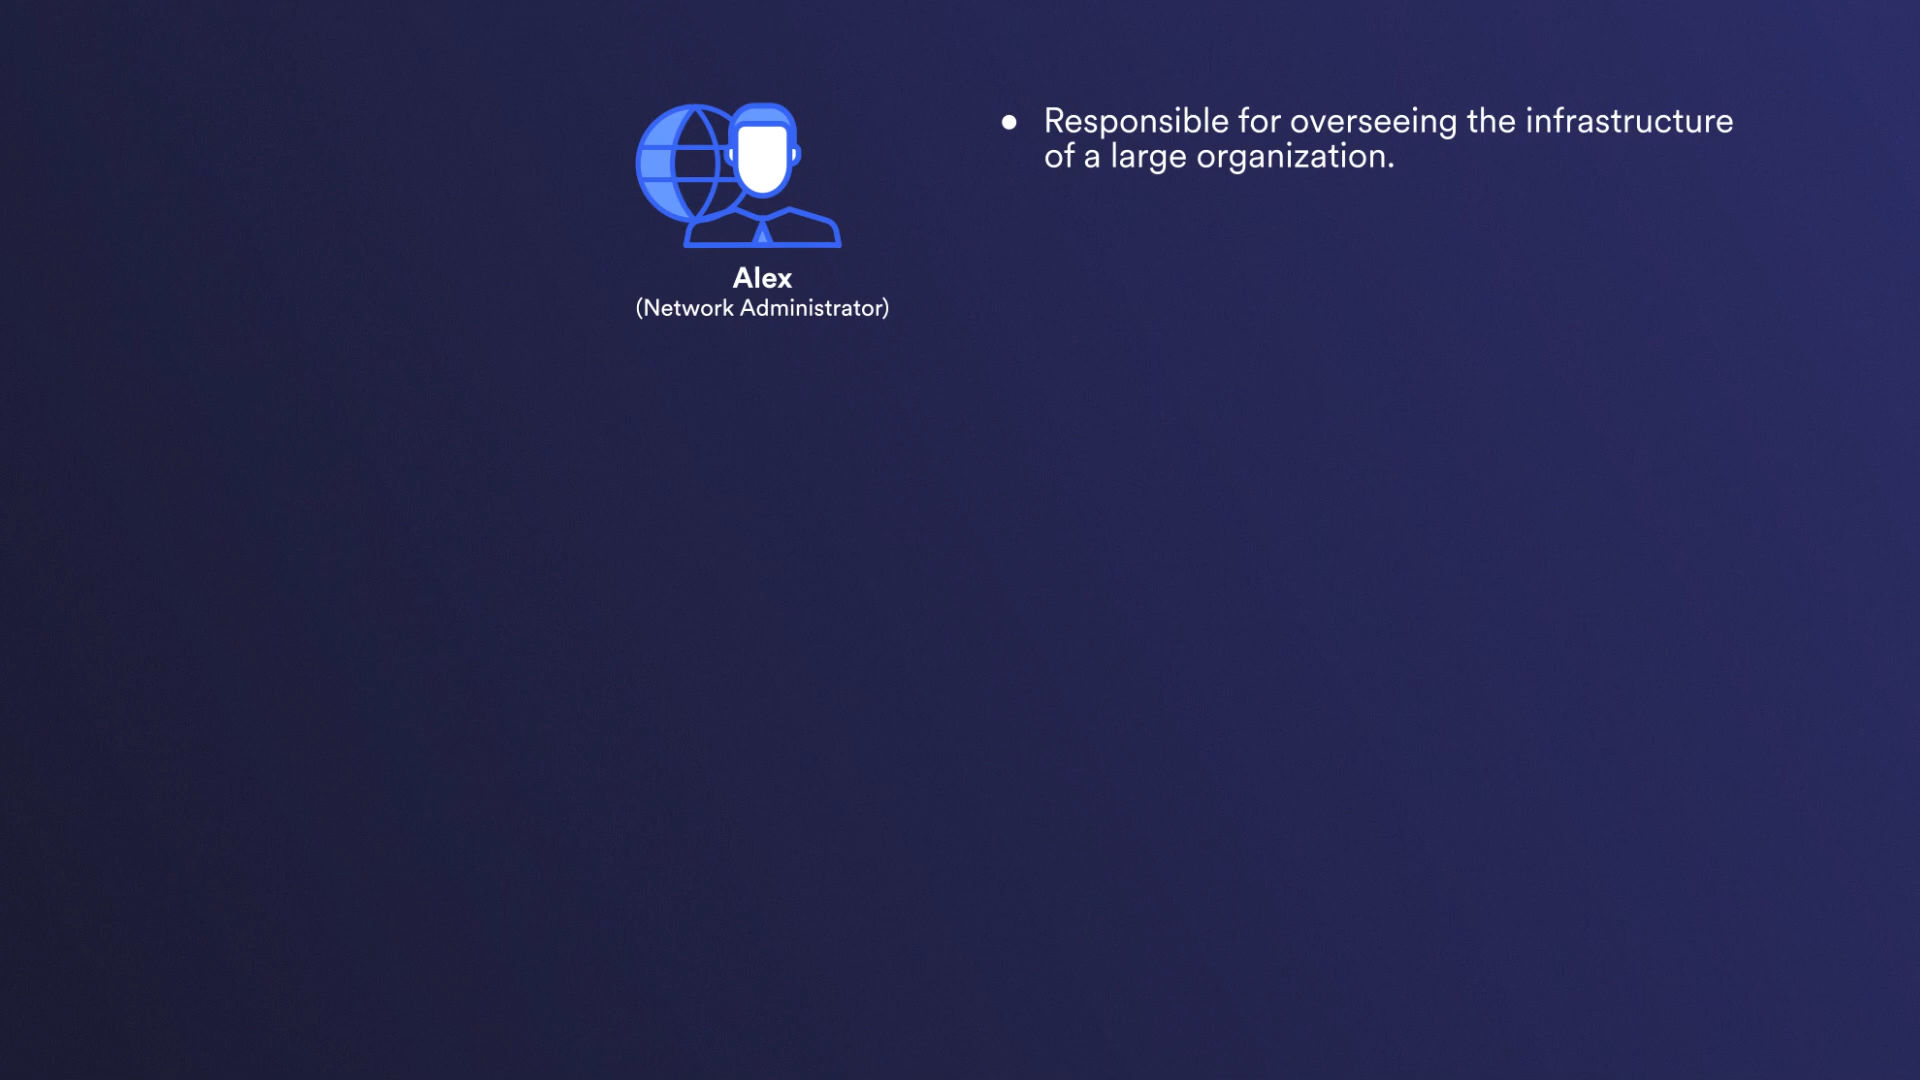 Alex
(Network Administrator)
● Responsible for overseeing the infrastructure
of a large organization.